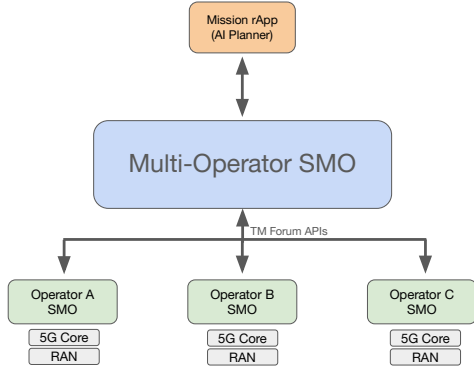 Mission rApp
(AI Planner)
Multi-Operator SMO
TM Forum APIs
Operator A
SMO
Operator B
SMO
Operator C
SMO
5G Core
5G Core
5G Core
RAN
RAN
RAN